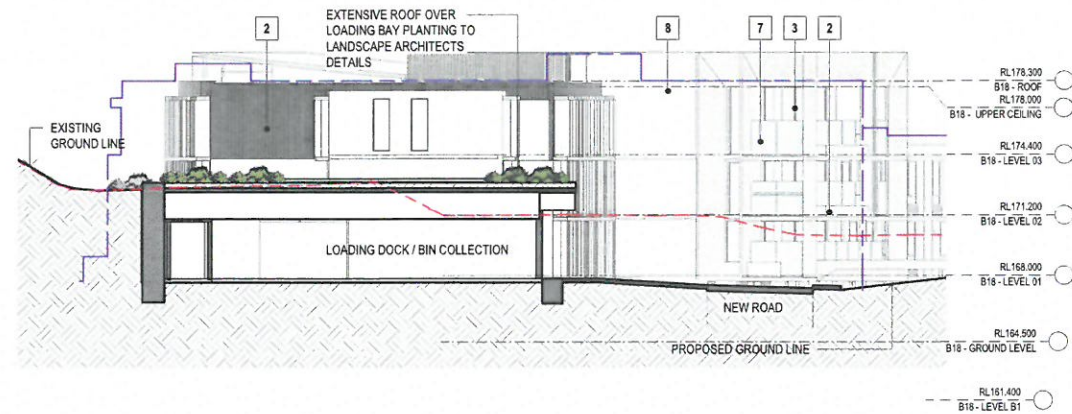 EXTENSIVE ROOF OVER
LOADING BAY PLANTING TO
LANDSCAPE ARCHITECTS
DETAILS
2
8
7
3
2
EXISTING
GROUND LINE
2
LOADING DOCK / BIN COLLECTION
NEW ROAD
PROPOSED GROUND LINE
RL178.300
B18 - ROOF
RL178.000
B18 - UPPER CEILING
RL174.400
B18 - LEVEL 03
RL171.200
B18 - LEVEL 02
RL168.000
B18 - LEVEL 01
RL164.500
B18 - GROUND LEVEL
RL161.400
B18 - LEVEL B1